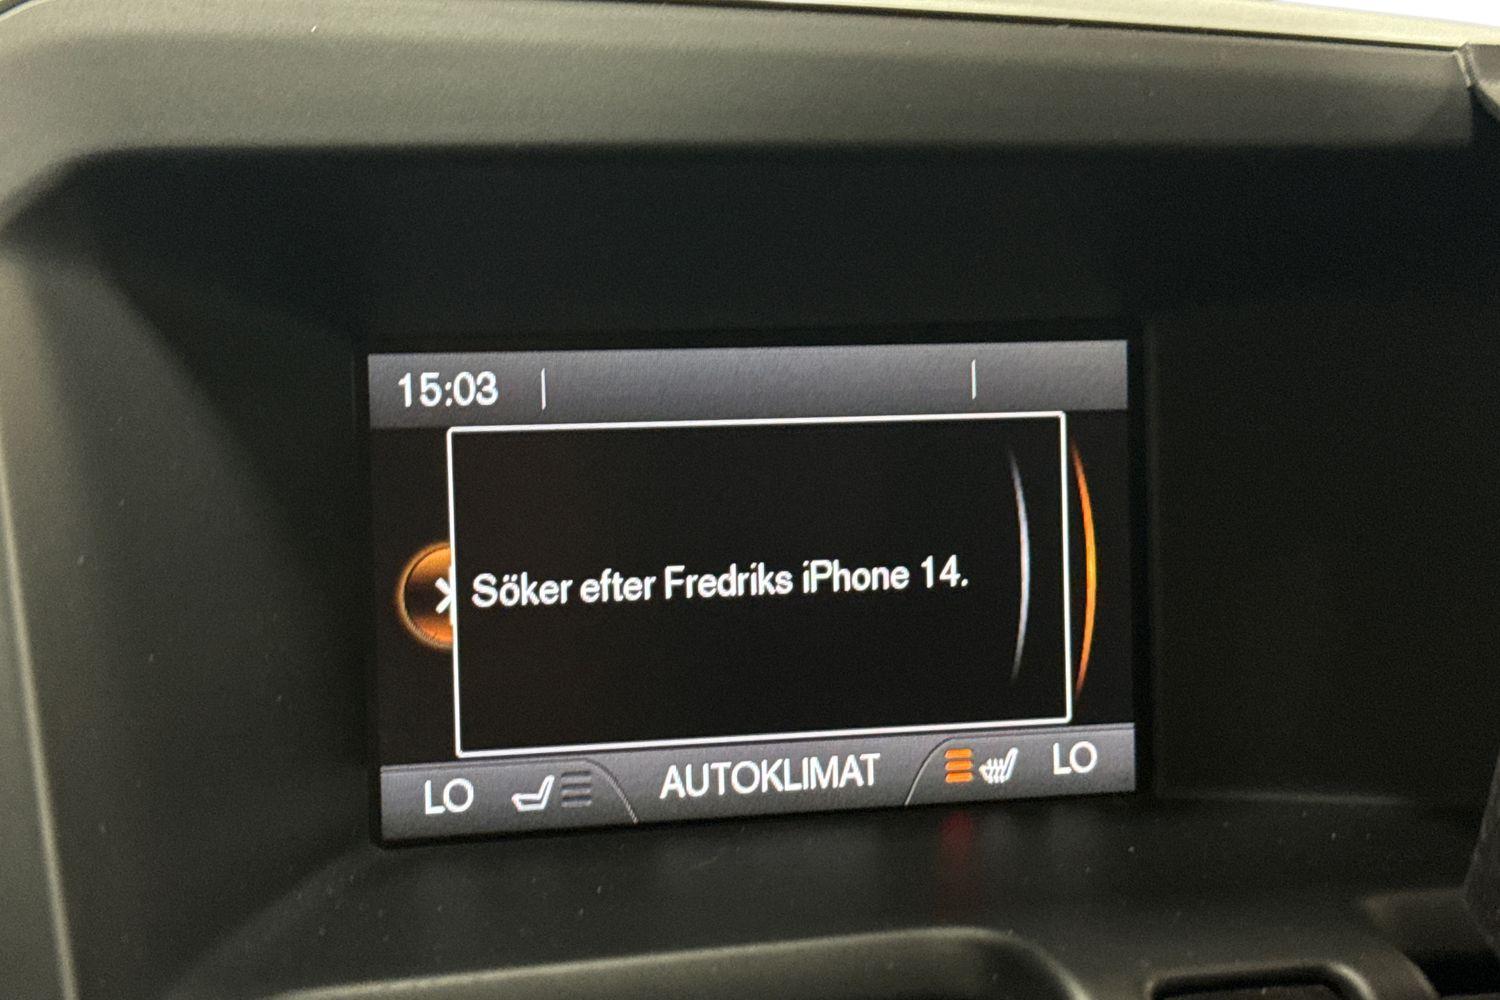 15:03
Söker efter Fredriks iPhone 14.
LO AUTOKLIMAT LO